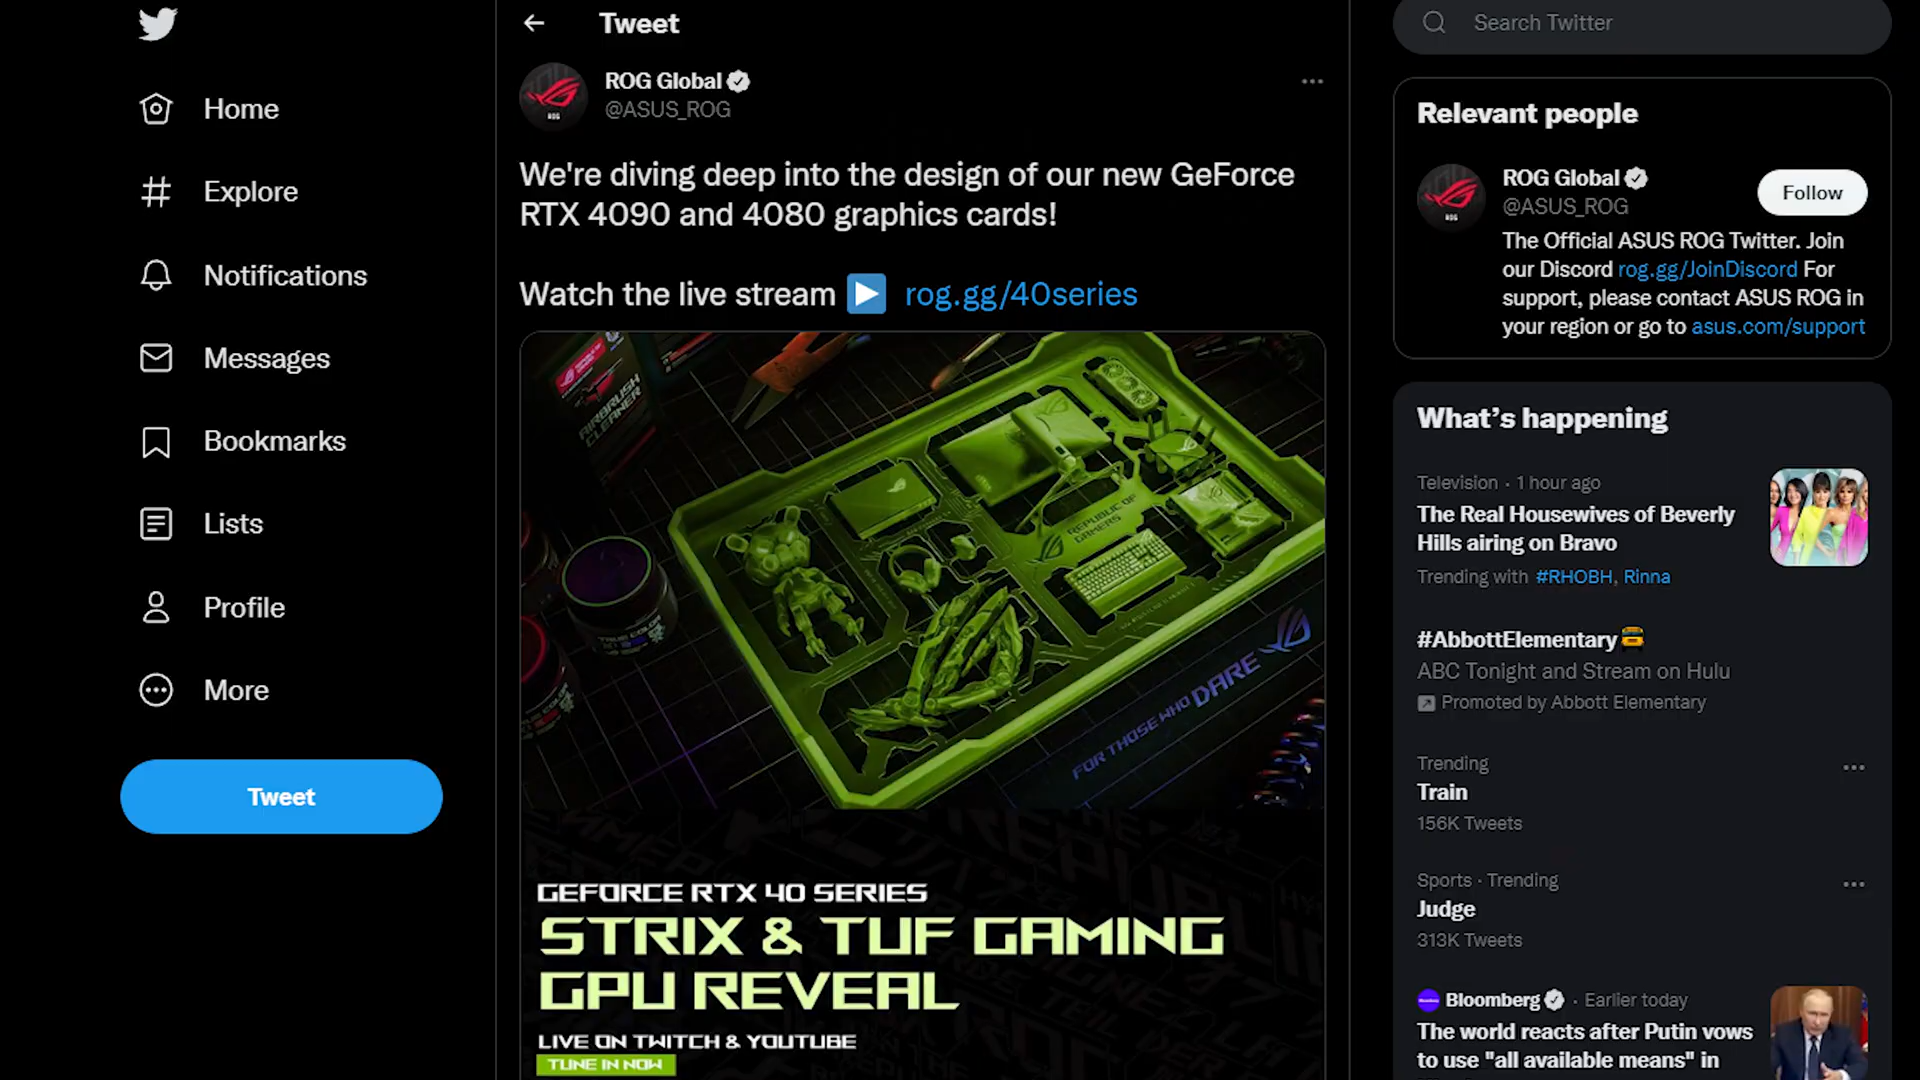 Home
Explore
Notifications
Messages
Bookmarks
Lists
Profile
More
Tweet
Tweet
ROG Global
@ASUS_ROG
We're diving deep into the design of our new GeForce
RTX 4090 and 4080 graphics cards!
Watch the live stream ▶️ rog.gg/40series
AIRBRUSH
CLEANER
REPUBLIC OF
GAMERS
TRUE COLOR
FOR THOSE WHO DARE
GEFORCE RTX 40 SERIES
STRIX & TUF GAMING
GPU REVEAL
LIVE ON TWITCH & YOUTUBE
TUNE IN NOW
Search Twitter
Relevant people
ROG Global
@ASUS_ROG
Follow
The Official ASUS ROG Twitter. Join
our Discord rog.gg/JoinDiscord For
support, please contact ASUS ROG in
your region or go to asus.com/support
What's happening
Television · 1 hour ago
The Real Housewives of Beverly
Hills airing on Bravo
Trending with #RHOBH, Rinna
#AbbottElementary
ABC Tonight and Stream on Hulu
Promoted by Abbott Elementary
Trending
Train
156K Tweets
Sports · Trending
Judge
313K Tweets
Bloomberg · Earlier today
The world reacts after Putin vows
to use "all available means" in